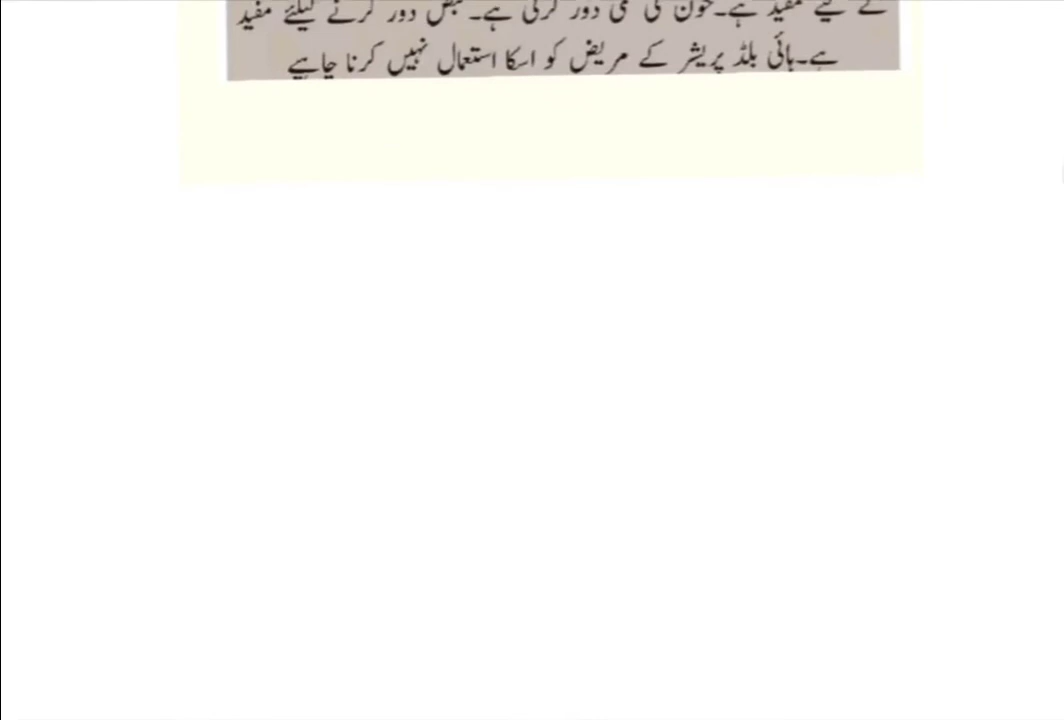 کے لیے مفید ہے۔خون کی کمی دور کرتی ہے۔قبض دور کرنے کیلئے مفید
ہے۔ہائی بلڈ پریشر کے مریض کو اسکا استعمال نہیں کرنا چاہیے